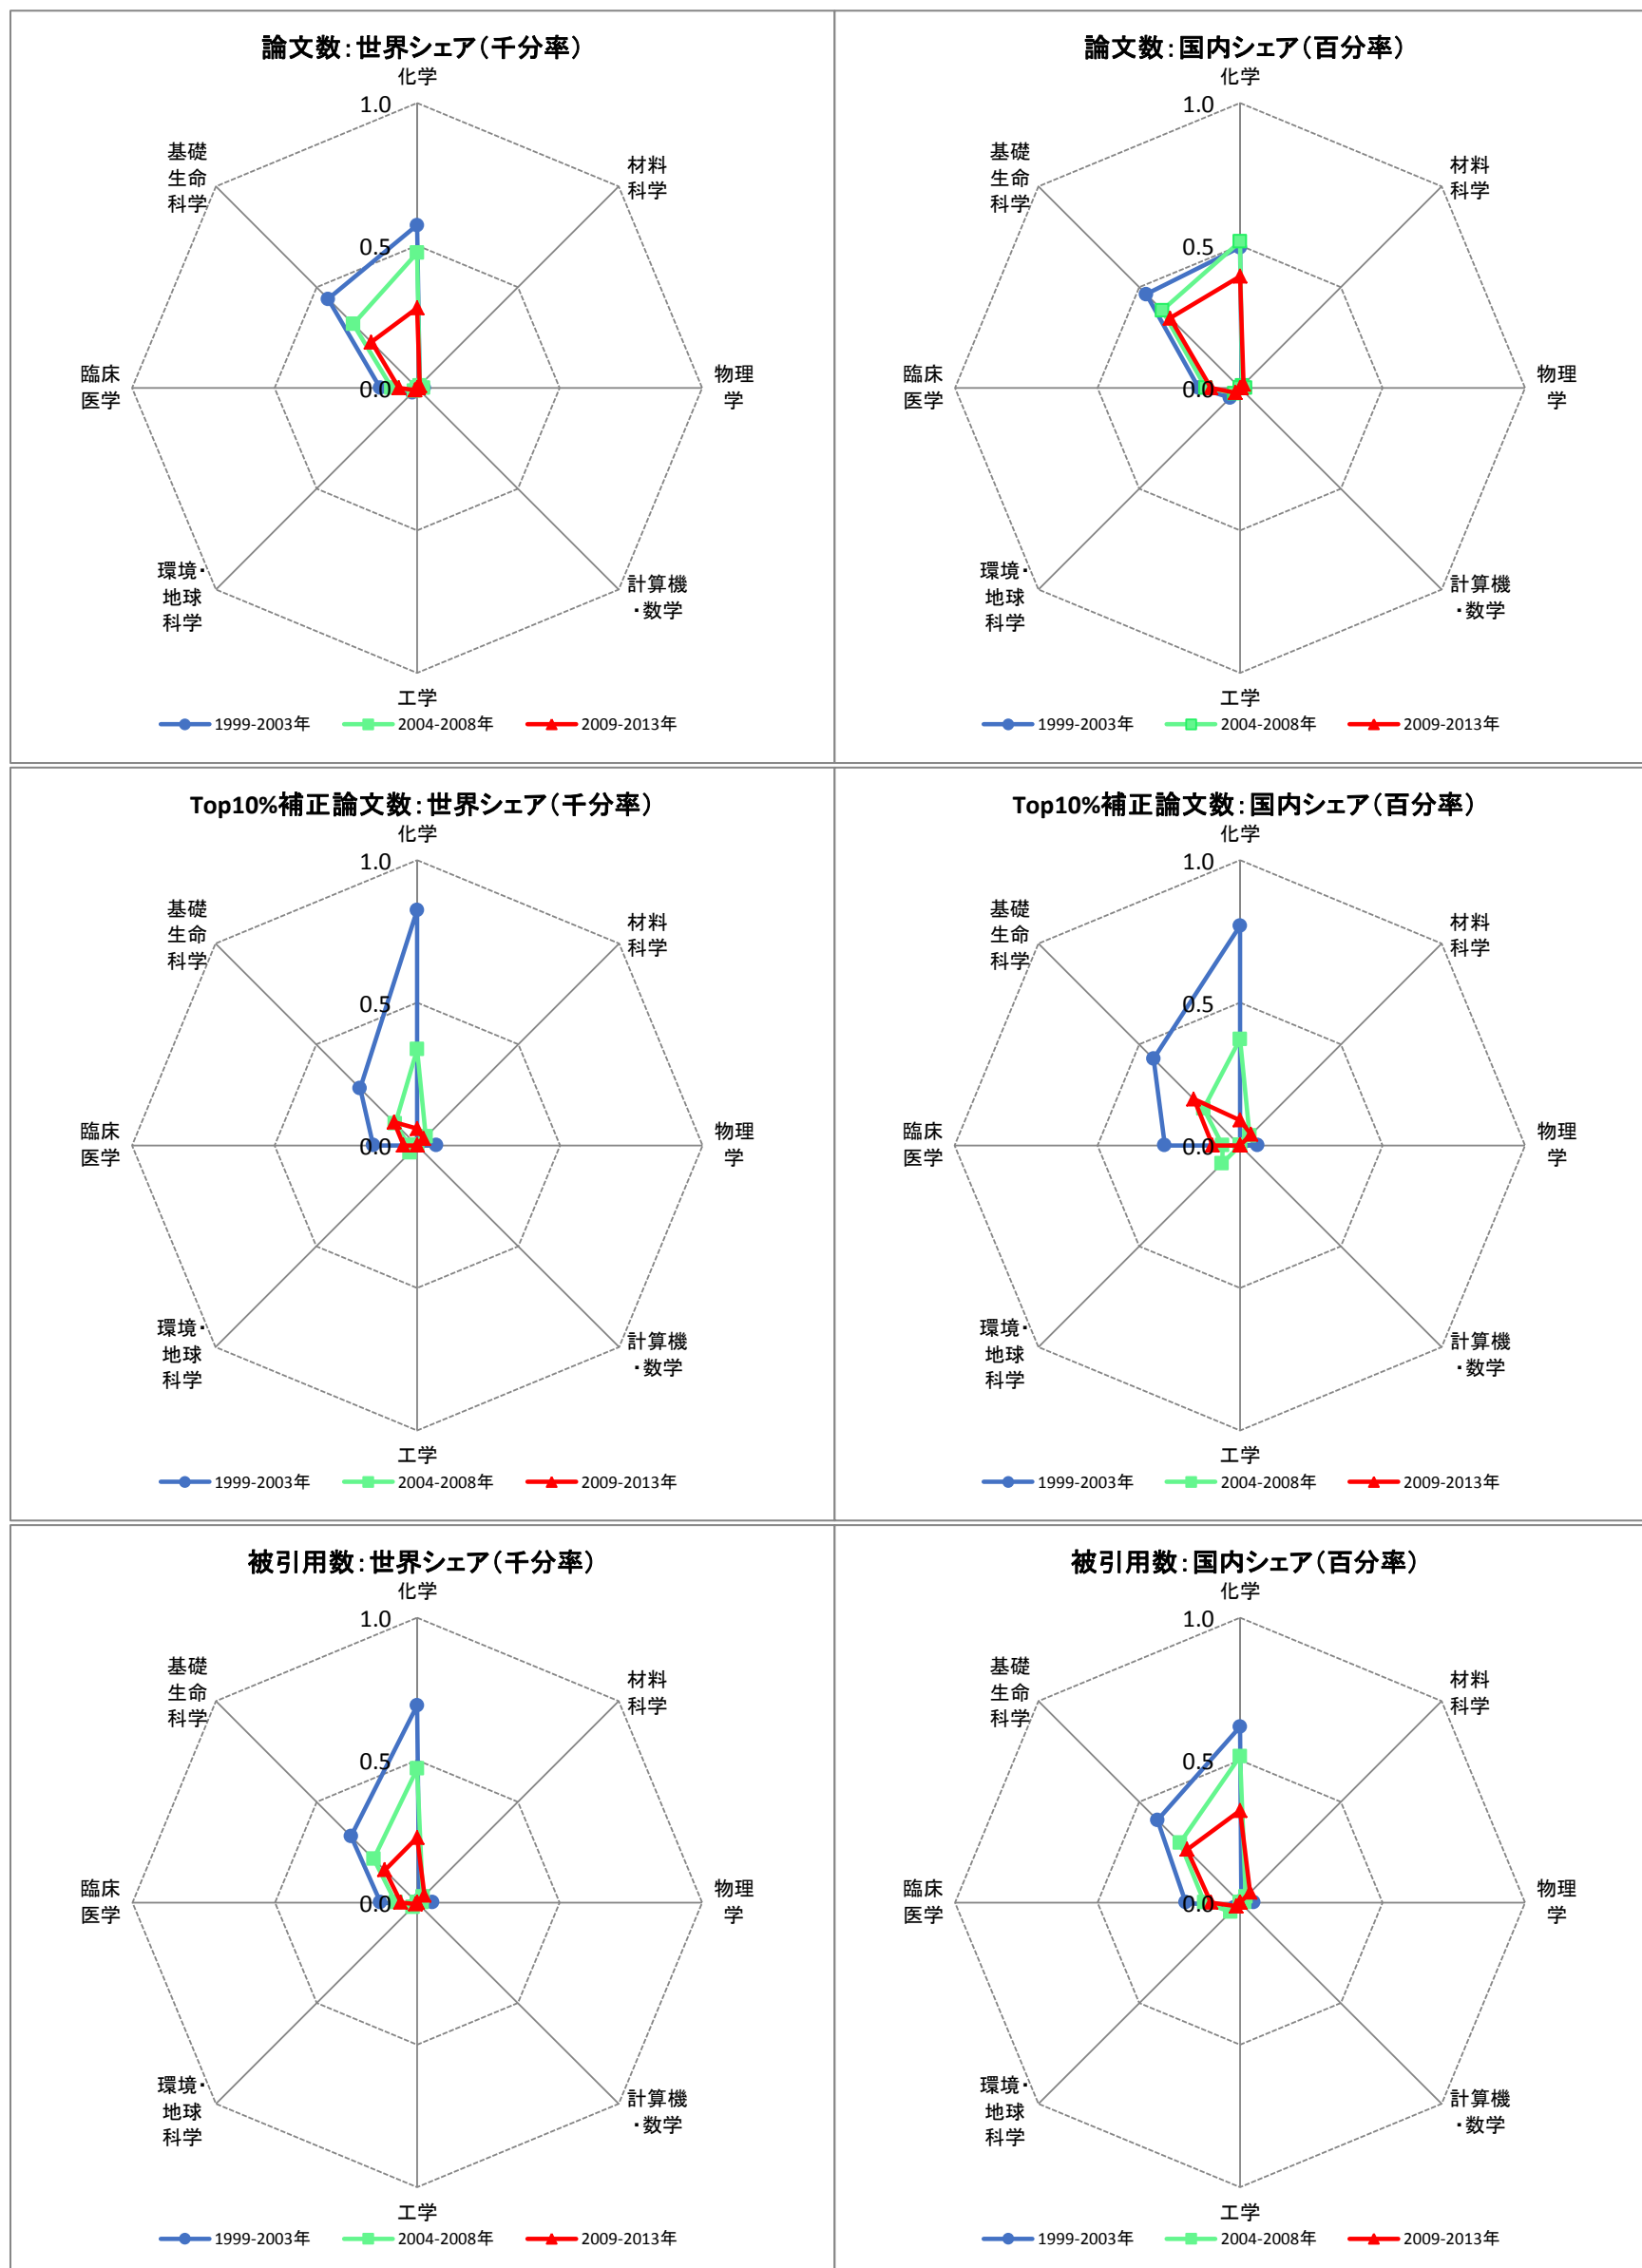 論文数：世界シェア（千分率）
化学
1.0
基礎
生命
科学
材料
科学
0.5
臨床
医学
0.0
物理
学
環境・
地球
科学
計算機
・数学
工学
1999-2003年 2004-2008年 2009-2013年
論文数：国内シェア（百分率）
化学
1.0
基礎
生命
科学
材料
科学
0.5
臨床
医学
0.0
物理
学
環境・
地球
科学
計算機
・数学
工学
1999-2003年 2004-2008年 2009-2013年
Top10%補正論文数：世界シェア（千分率）
化学
1.0
基礎
生命
科学
材料
科学
0.5
臨床
医学
0.0
物理
学
環境・
地球
科学
計算機
・数学
工学
1999-2003年 2004-2008年 2009-2013年
Top10%補正論文数：国内シェア（百分率）
化学
1.0
基礎
生命
科学
材料
科学
0.5
臨床
医学
0.0
物理
学
環境・
地球
科学
計算機
・数学
工学
1999-2003年 2004-2008年 2009-2013年
被引用数：世界シェア（千分率）
化学
1.0
基礎
生命
科学
材料
科学
0.5
臨床
医学
0.0
物理
学
環境・
地球
科学
計算機
・数学
工学
1999-2003年 2004-2008年 2009-2013年
被引用数：国内シェア（百分率）
化学
1.0
基礎
生命
科学
材料
科学
0.5
臨床
医学
0.0
物理
学
環境・
地球
科学
計算機
・数学
工学
1999-2003年 2004-2008年 2009-2013年